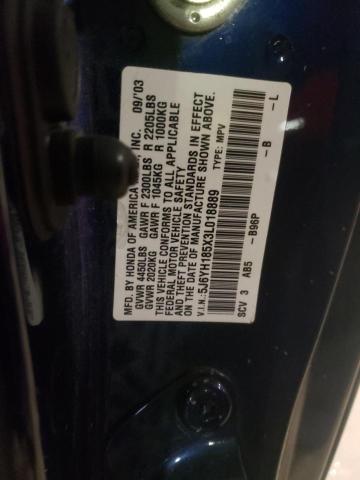 MFD. BY HONDA OF AMERICA INC. 09/'03
GVWR 4450LBS GAWR F 2300LBS R 2205LBS
GVWR 2020KG GAWR F 1045KG R 1000KG
THIS VEHICLE CONFORMS TO ALL APPLICABLE
FEDERAL MOTOR VEHICLE SAFETY
AND THEFT PREVENTION STANDARDS IN EFFECT
ON THE DATE OF MANUFACTURE SHOWN ABOVE.
V.I.N.: 5J6YH185X3L018889 TYPE: MPV
SCV 3 AB5 - B96P - B - L